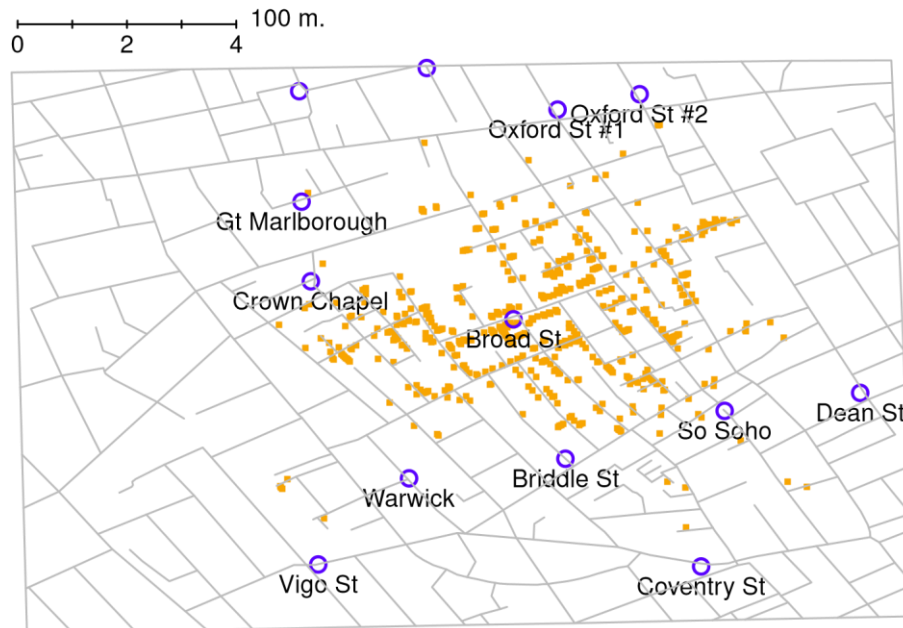 100 m.
0 2 4
Oxford St #2
Oxford St #1
Gt Marlborough
Crown Chapel
Broad St
Dean St
So Soho
Briddle St
Warwick
Vigo St
Coventry St